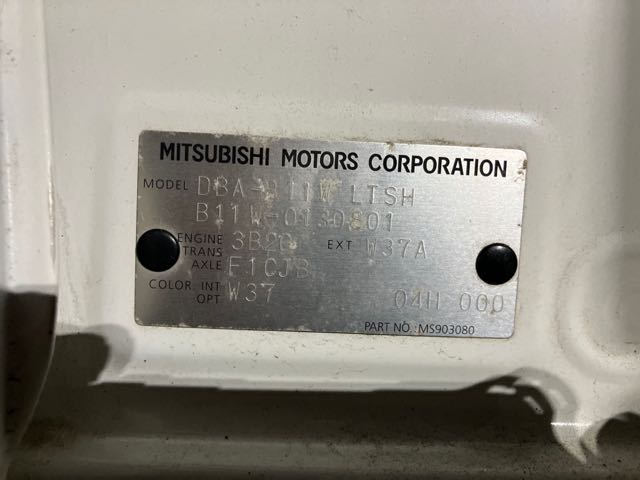 MITSUBISHI MOTORS CORPORATION
MODEL DBA-B11W LTSH
B11W-0130801
ENGINE 3B20 EXT W37A
TRANS
AXLE F1CJB
COLOR, INT W37
OPT 04H 000
PART NO.: MS903080